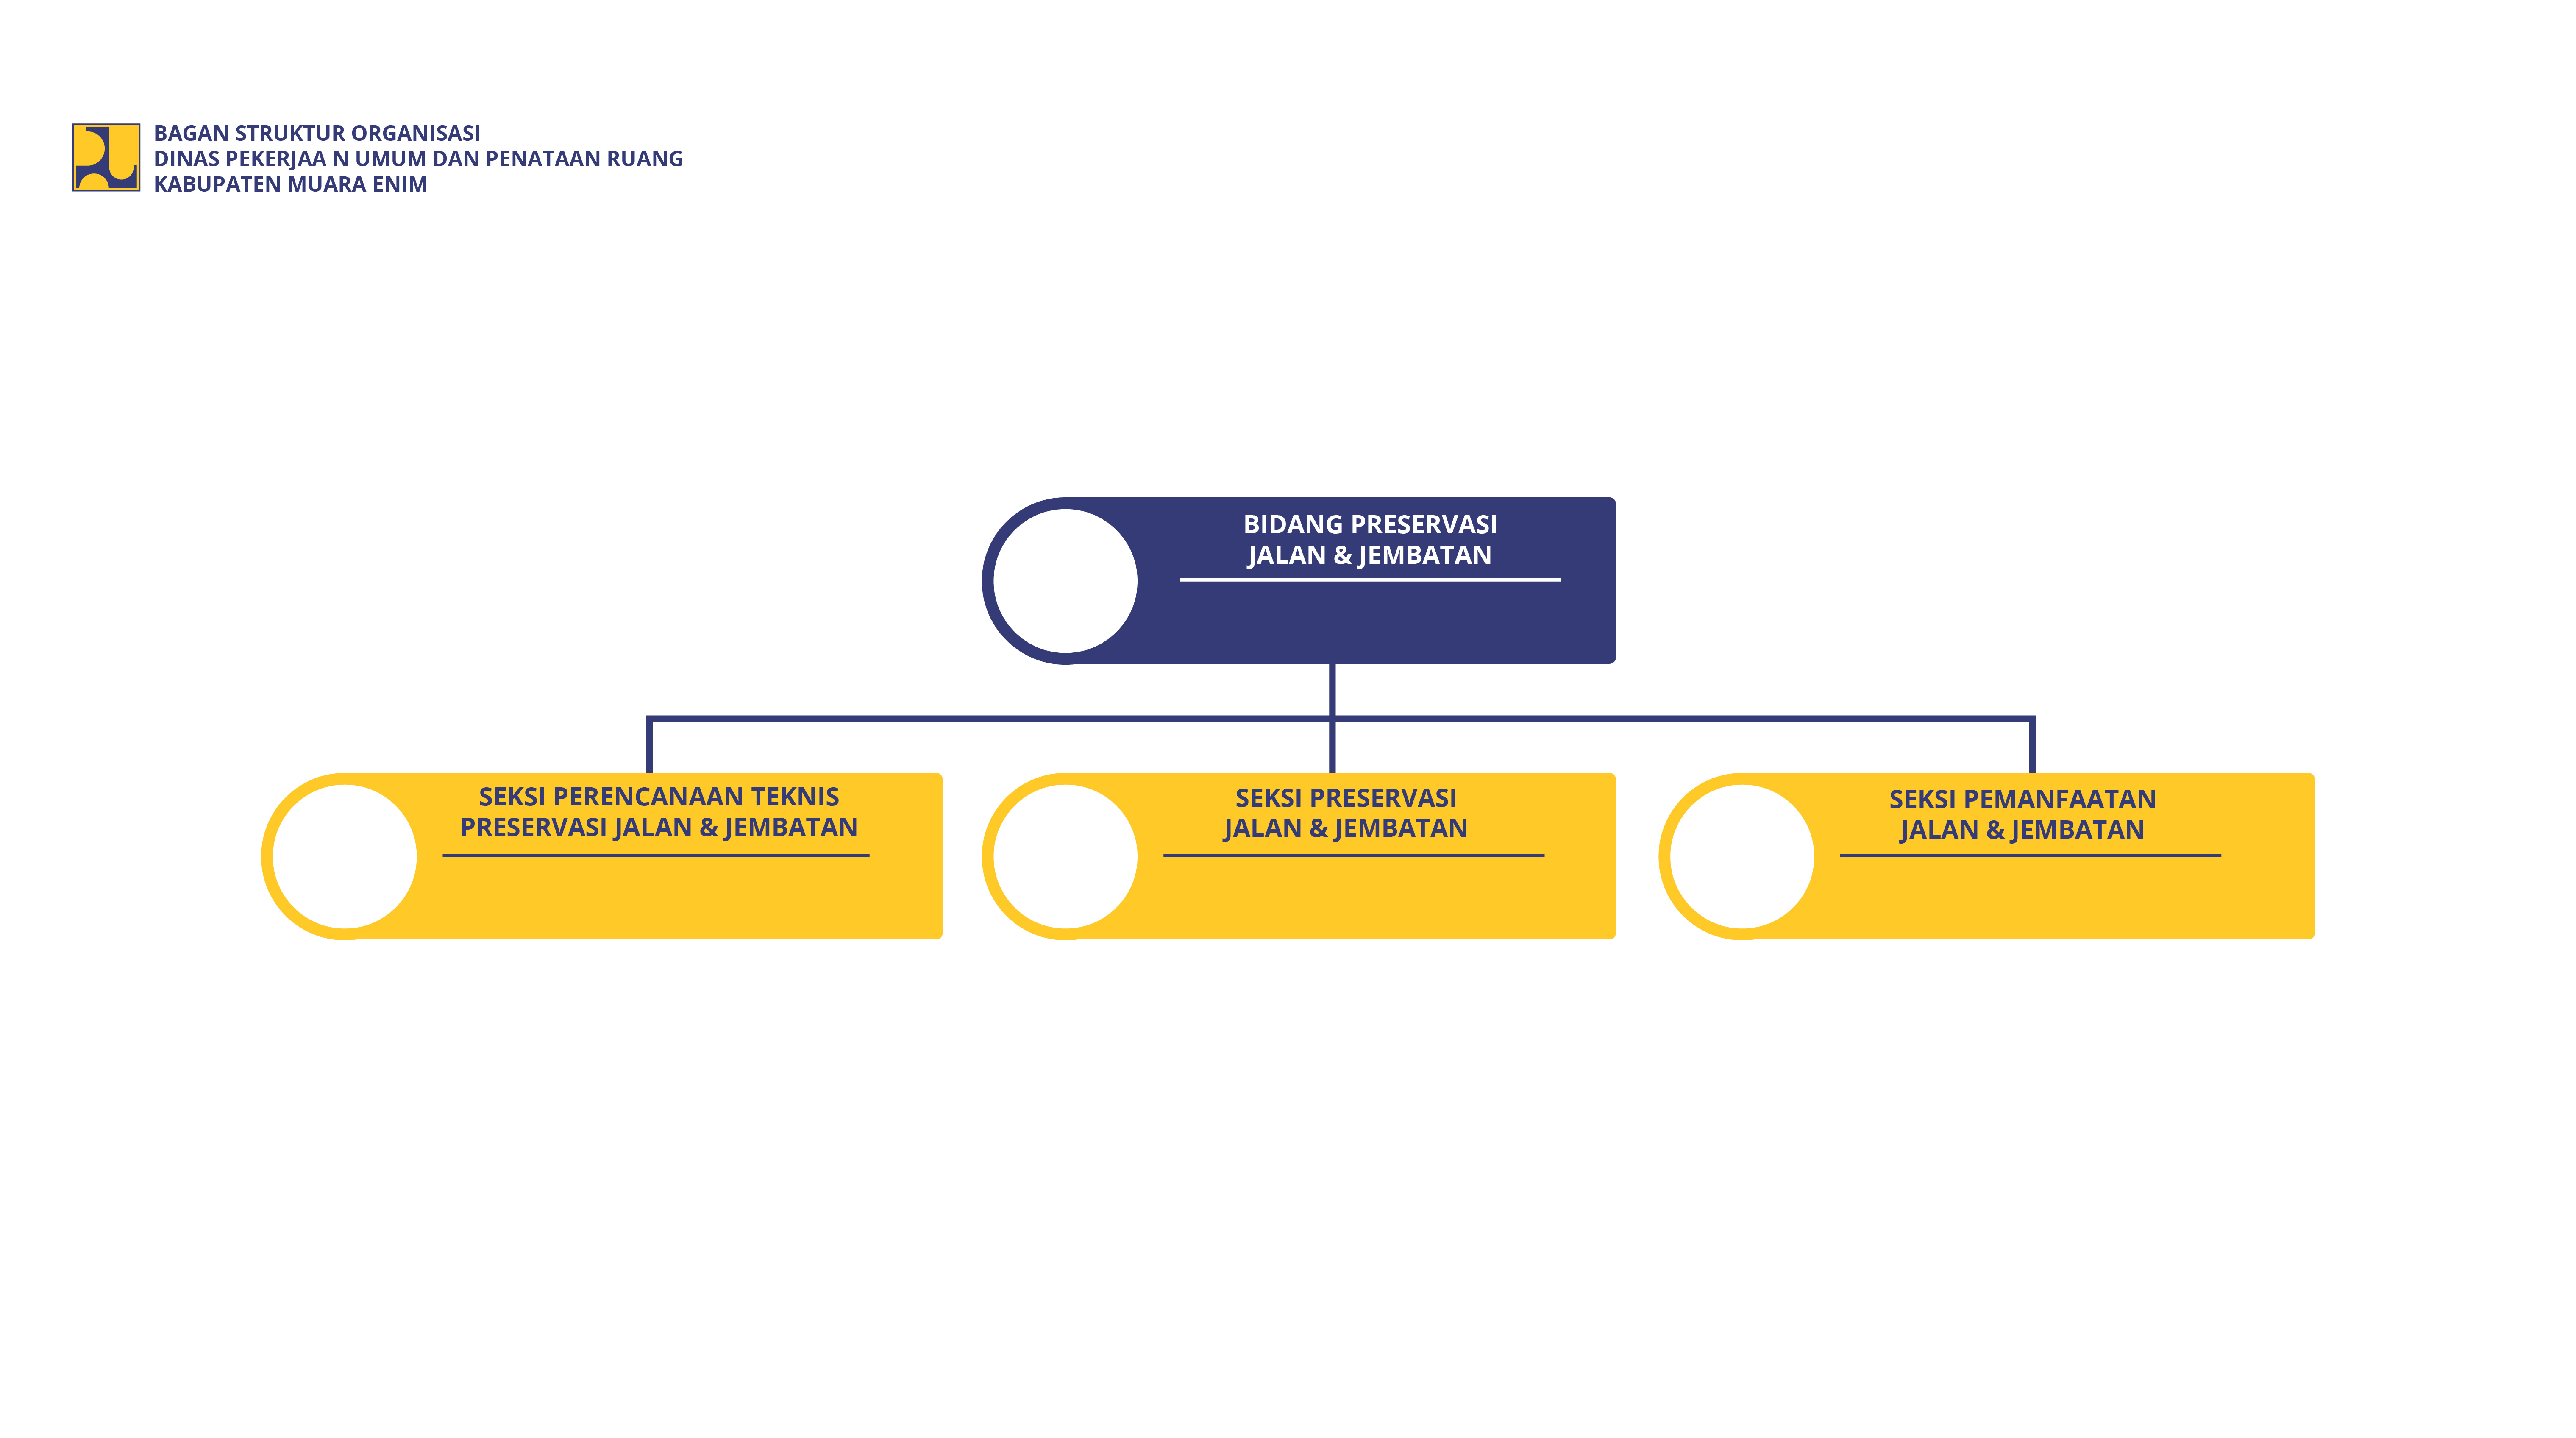 BAGAN STRUKTUR ORGANISASI
DINAS PEKERJAA N UMUM DAN PENATAAN RUANG
KABUPATEN MUARA ENIM
BIDANG PRESERVASI
JALAN & JEMBATAN
SEKSI PERENCANAAN TEKNIS
PRESERVASI JALAN & JEMBATAN
SEKSI PRESERVASI
JALAN & JEMBATAN
SEKSI PEMANFAATAN
JALAN & JEMBATAN